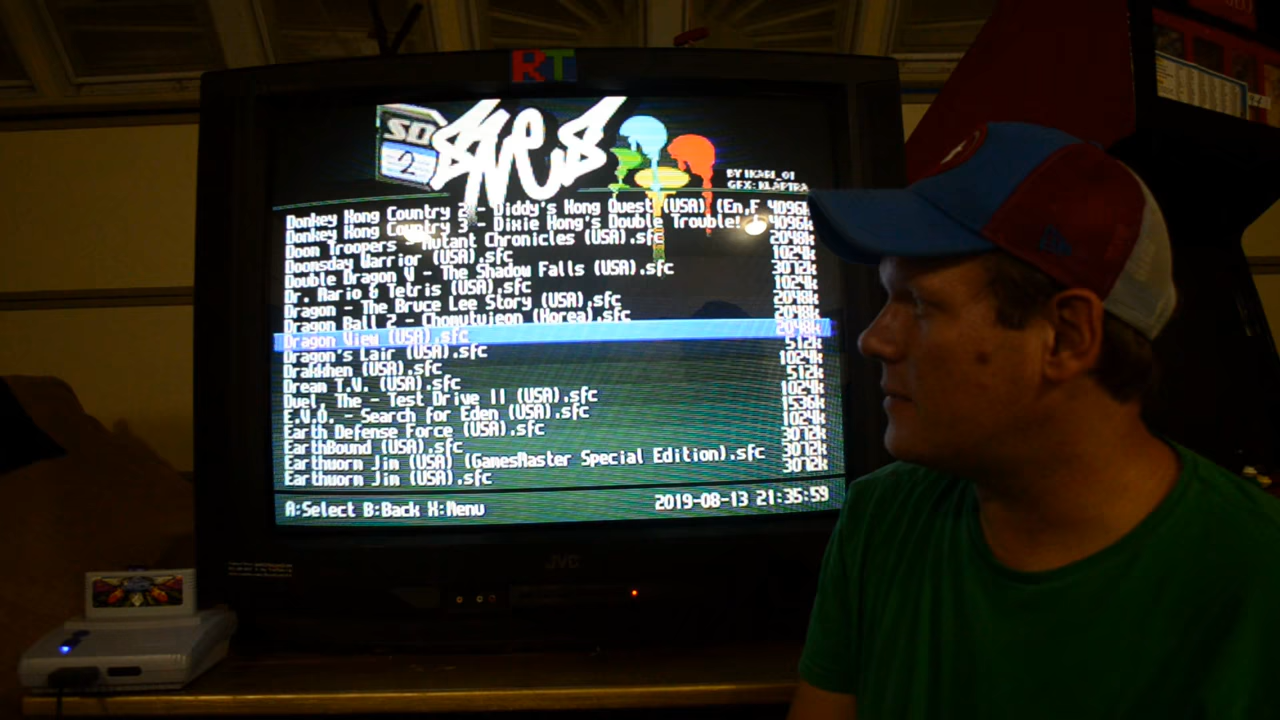 RT
SD
2
SNES
BY IKARI_01
GFX: KLAPTRA
Donkey Kong Country 2 - Diddy's Kong Quest (USA) (En,F 4096k
Donkey Kong Country 3 - Dixie Kong's Double Trouble! 4096k
Doom Troopers - Mutant Chronicles (USA).sfc 2048k
Doomsday Warrior (USA).sfc 1024k
Double Dragon V - The Shadow Falls (USA).sfc 3072k
Dr. Mario & Tetris (USA).sfc 1024k
Dragon - The Bruce Lee Story (USA).sfc 2048k
Dragon Ball Z - Chomutujeon (Korea).sfc 2048k
Dragon View (USA).sfc 2048k
Dragon's Lair (USA).sfc 512k
Drakkhen (USA).sfc 1024k
Dream T.V. (USA).sfc 512k
Duel, The - Test Drive II (USA).sfc 1024k
E.V.O. - Search for Eden (USA).sfc 1536k
Earth Defense Force (USA).sfc 1024k
EarthBound (USA).sfc 3072k
Earthworm Jim (USA) (GamesMaster Special Edition).sfc 3072k
Earthworm Jim (USA).sfc 3072k
A:Select B:Back X:Menu 2019-08-13 21:35:59
JVC